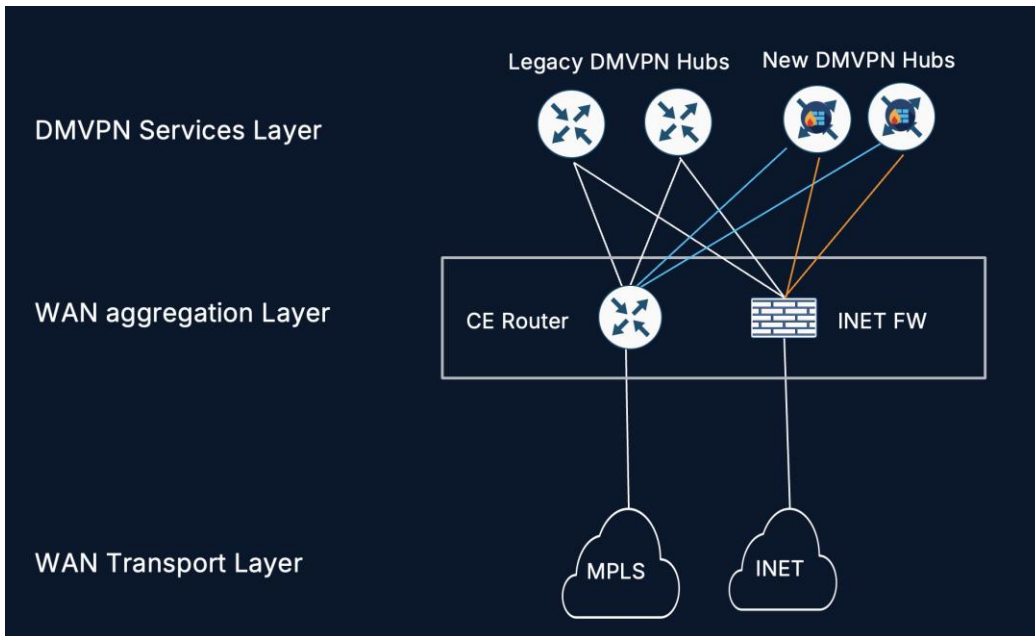 Legacy DMVPN Hubs
New DMVPN Hubs
DMVPN Services Layer
WAN aggregation Layer
CE Router
INET FW
WAN Transport Layer
MPLS
INET